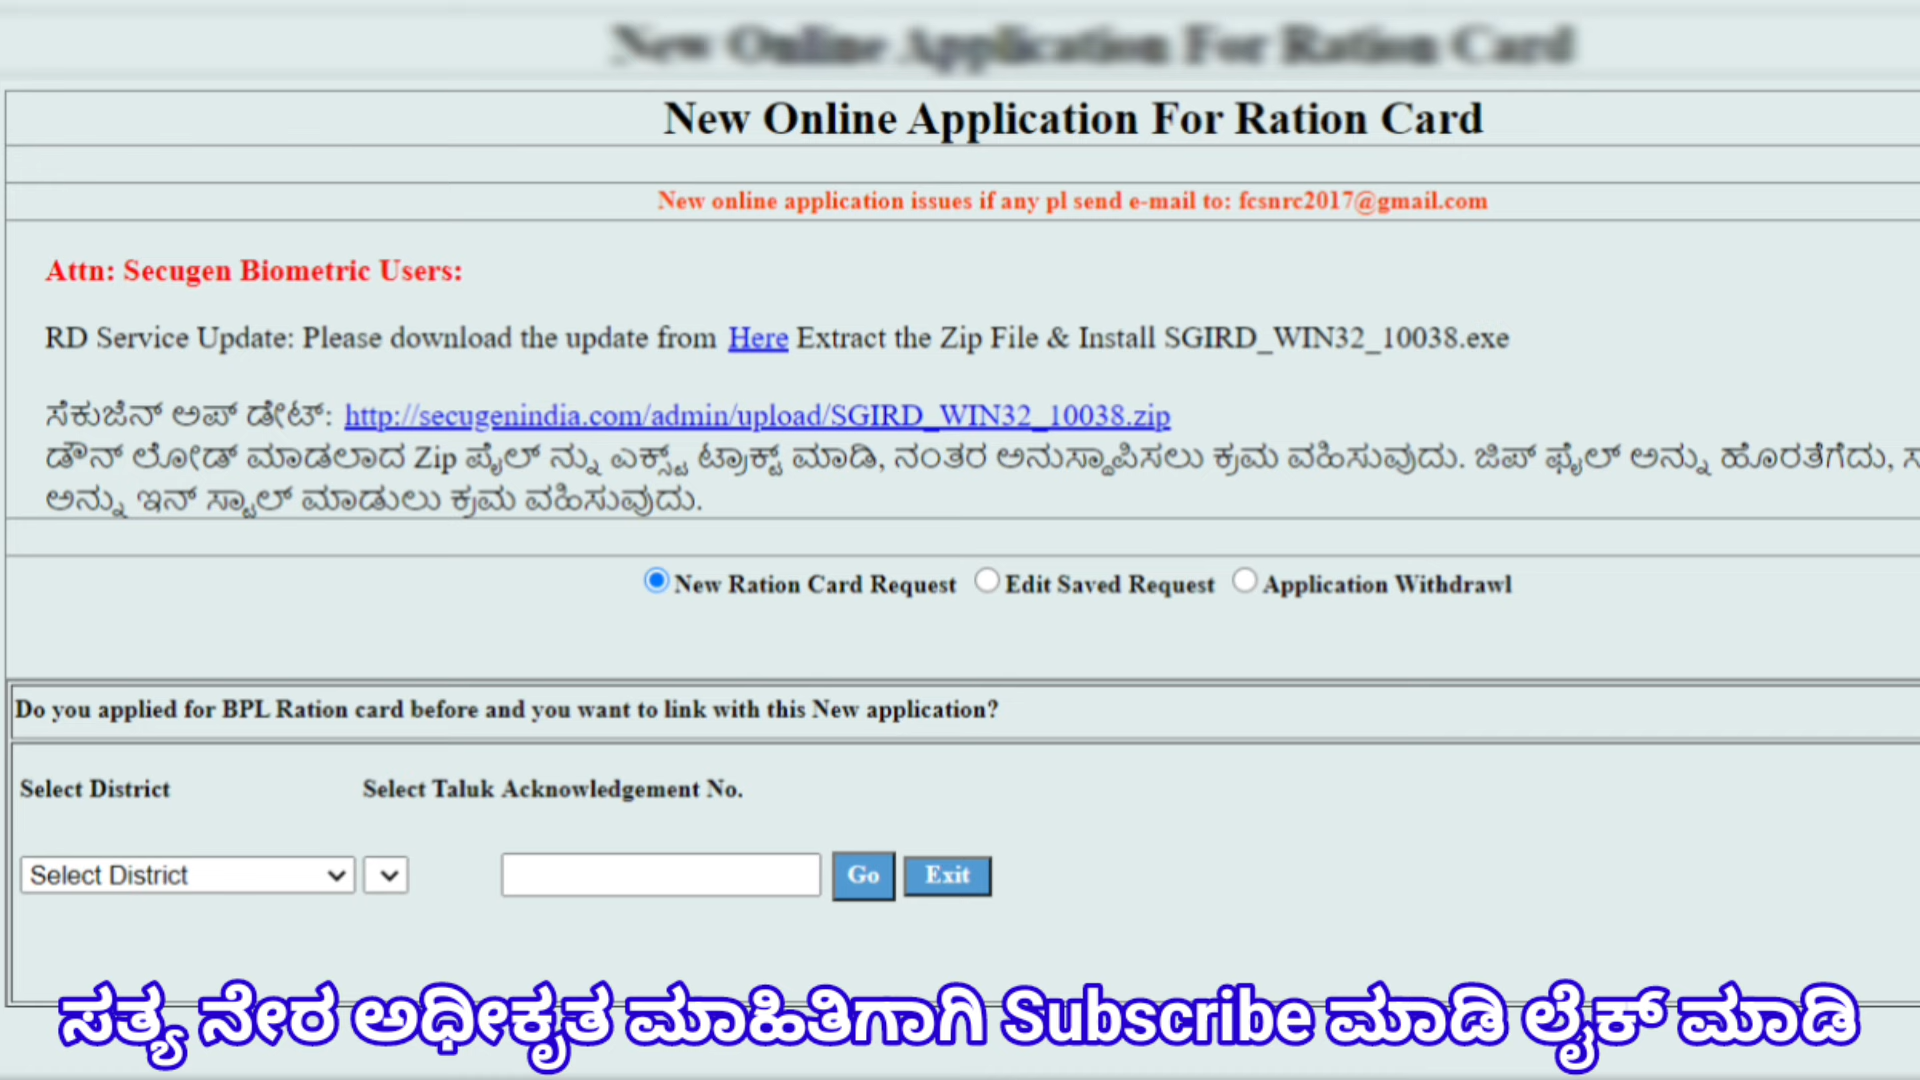 New Online Application For Ration Card
New Online Application For Ration Card
New online application issues if any pl send e-mail to: fcsnrc2017@gmail.com
Attn: Secugen Biometric Users:
RD Service Update: Please download the update from Here Extract the Zip File & Install SGIRD_WIN32_10038.exe
ಸೆಕುಜೆನ್ ಅಪ್ ಡೇಟ್: http://secugenindia.com/admin/upload/SGIRD_WIN32_10038.zip
ಡೌನ್ ಲೋಡ್ ಮಾಡಲಾದ Zip ಫೈಲ್ ನ್ನು ಎಕ್ಸ್ ಟ್ರಾಕ್ಟ್ ಮಾಡಿ, ನಂತರ ಅನುಸ್ಥಾಪಿಸಲು ಕ್ರಮ ವಹಿಸುವುದು. ಜಿಪ್ ಫೈಲ್ ಅನ್ನು ಹೊರತೆಗೆದು,
ಅನ್ನು ಇನ್ ಸ್ಟಾಲ್ ಮಾಡುಲು ಕ್ರಮ ವಹಿಸುವುದು.
New Ration Card Request Edit Saved Request Application Withdrawl
Do you applied for BPL Ration card before and you want to link with this New application?
Select District Select Taluk Acknowledgement No.
Select District Go Exit
ಸತ್ಯ ನೇರ ಅಧೀಕೃತ ಮಾಹಿತಿಗಾಗಿ Subscribe ಮಾಡಿ ಲೈಕ್ ಮಾಡಿ